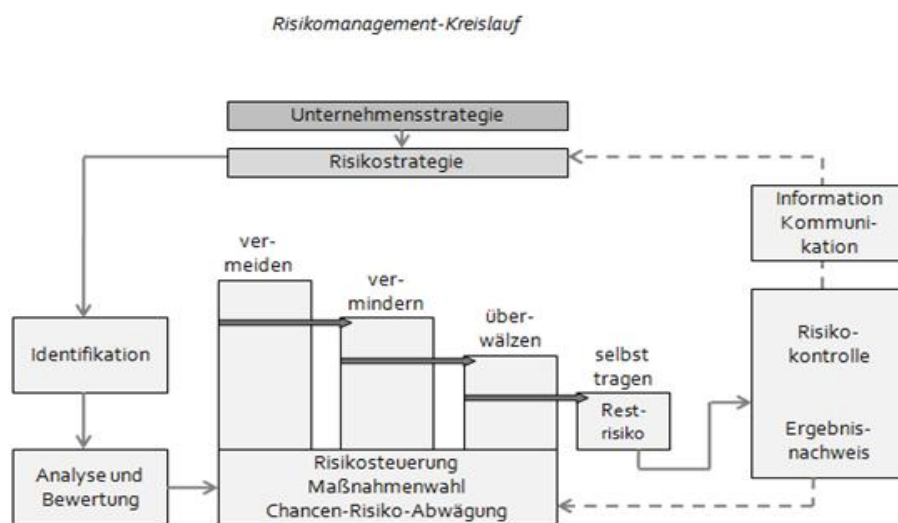 Risikomanagement-Kreislauf
Unternehmensstrategie
Risikostrategie
Information
Kommuni-
kation
ver-
meiden
ver-
mindern
über-
wälzen
selbst
tragen
Identifikation
Rest-
risiko
Risiko-
kontrolle
Ergebnis-
nachweis
Analyse und
Bewertung
Risikosteuerung
Maßnahmenwahl
Chancen-Risiko-Abwägung